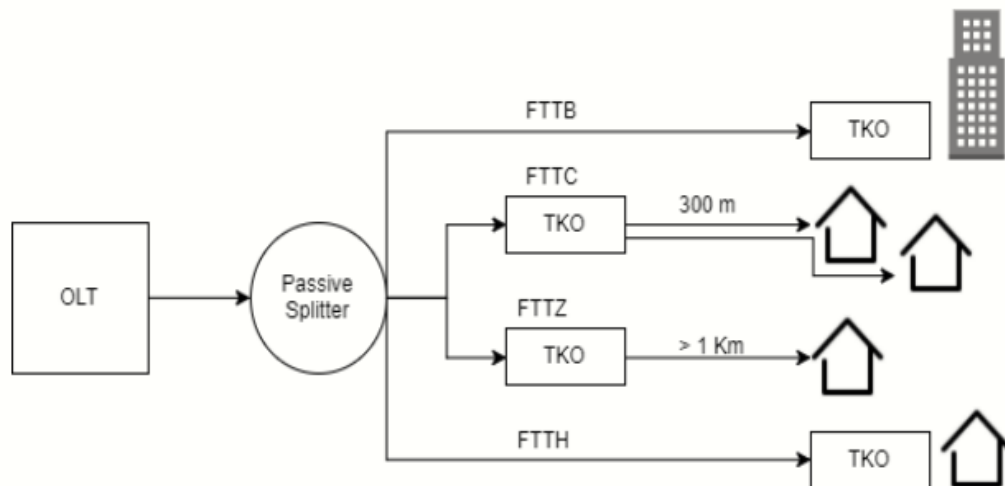 FTTB
TKO
FTTC
TKO
300 m
OLT
Passive
Splitter
FTTZ
TKO
> 1 Km
FTTH
TKO